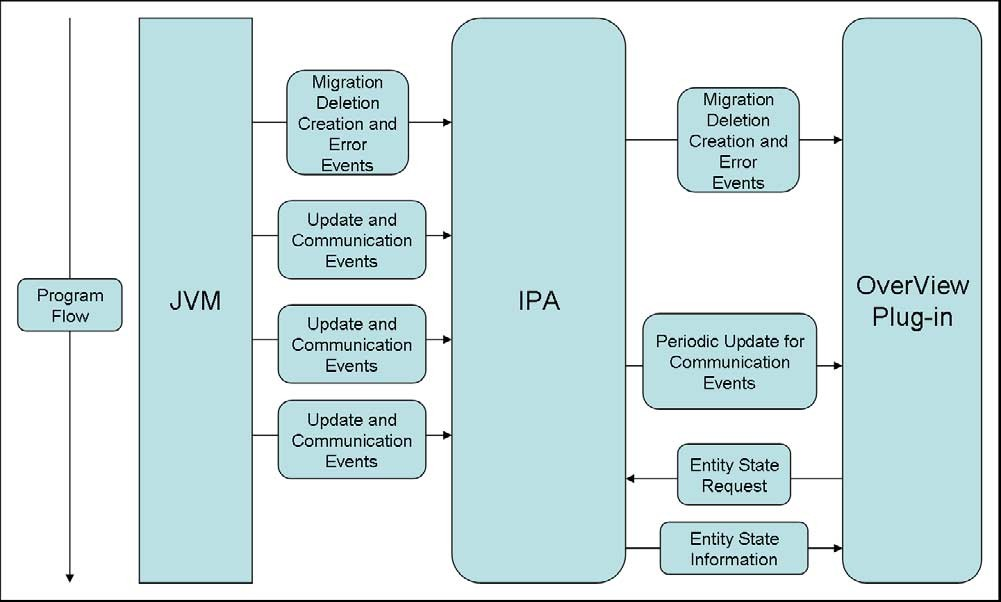 Program
Flow
JVM
Migration
Deletion
Creation and
Error
Events
Update and
Communication
Events
Update and
Communication
Events
Update and
Communication
Events
IPA
Migration
Deletion
Creation and
Error
Events
Periodic Update for
Communication
Events
Entity State
Request
Entity State
Information
OverView
Plug-in